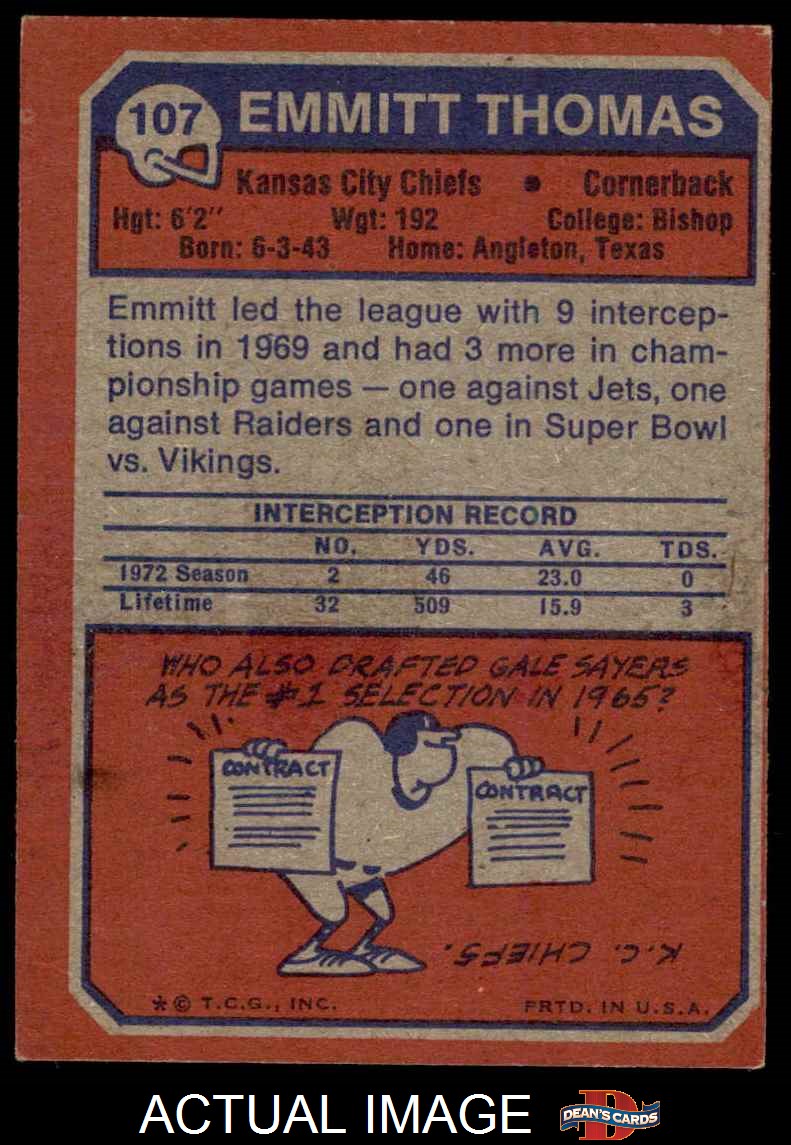 107 EMMITT THOMAS
Kansas City Chiefs • Cornerback
Hgt: 6'2" Wgt: 192 College: Bishop
Born: 6-3-43 Home: Angleton, Texas
Emmitt led the league with 9 intercep-
tions in 1969 and had 3 more in cham-
pionship games — one against Jets, one
against Raiders and one in Super Bowl
vs. Vikings.
INTERCEPTION RECORD
NO. YDS. AVG. TDS.
1972 Season 2 46 23.0 0
Lifetime 32 509 15.9 3
WHO ALSO DRAFTED GALE SAYERS
AS THE #1 SELECTION IN 1965?
CONTRACT
CONTRACT
K.C. CHIEFS.
*© T.C.G., INC. PRTD. IN U.S.A.
ACTUAL IMAGE
D
DEAN'S CARDS